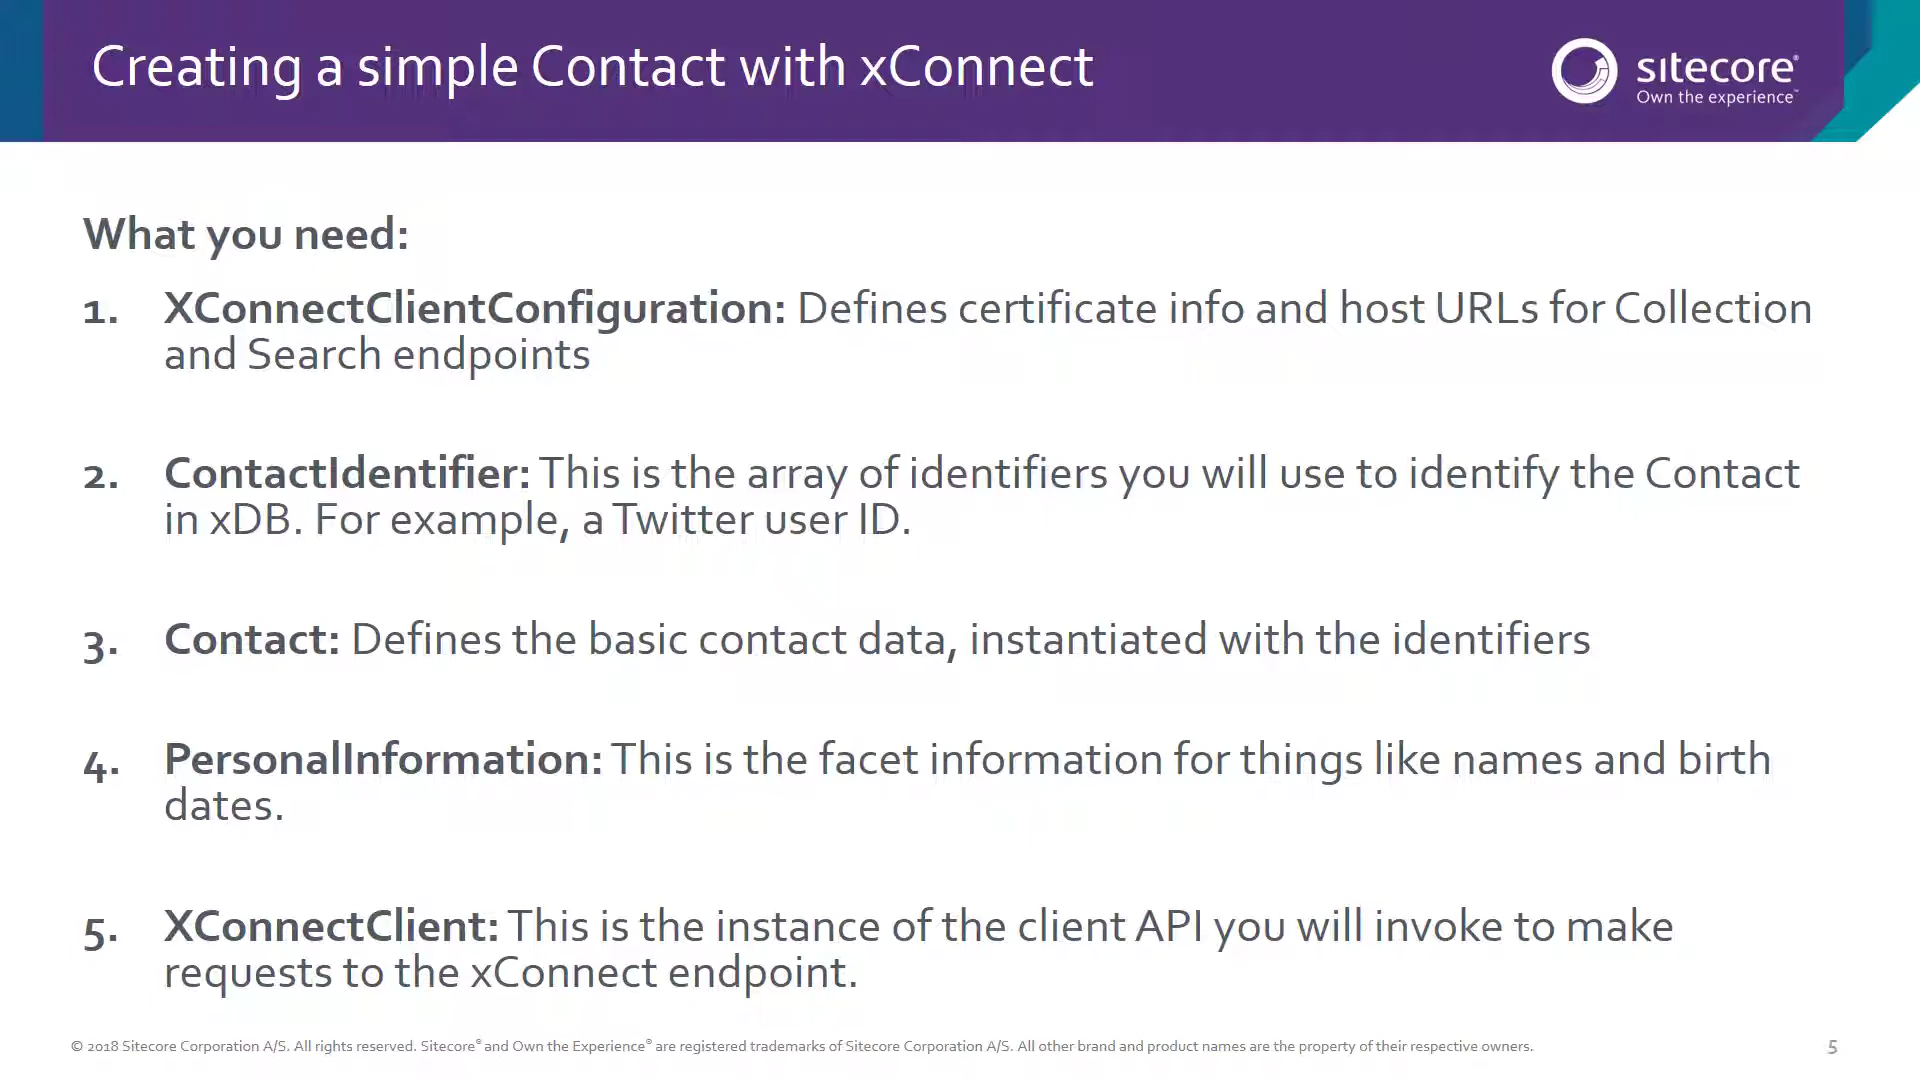 Creating a simple Contact with xConnect
sitecore®
Own the experience™
What you need:
1. XConnectClientConfiguration: Defines certificate info and host URLs for Collection
and Search endpoints
2. ContactIdentifier: This is the array of identifiers you will use to identify the Contact
in xDB. For example, a Twitter user ID.
3. Contact: Defines the basic contact data, instantiated with the identifiers
4. PersonalInformation: This is the facet information for things like names and birth
dates.
5. XConnectClient: This is the instance of the client API you will invoke to make
requests to the xConnect endpoint.
© 2018 Sitecore Corporation A/S. All rights reserved. Sitecore® and Own the Experience® are registered trademarks of Sitecore Corporation A/S. All other brand and product names are the property of their respective owners.
5